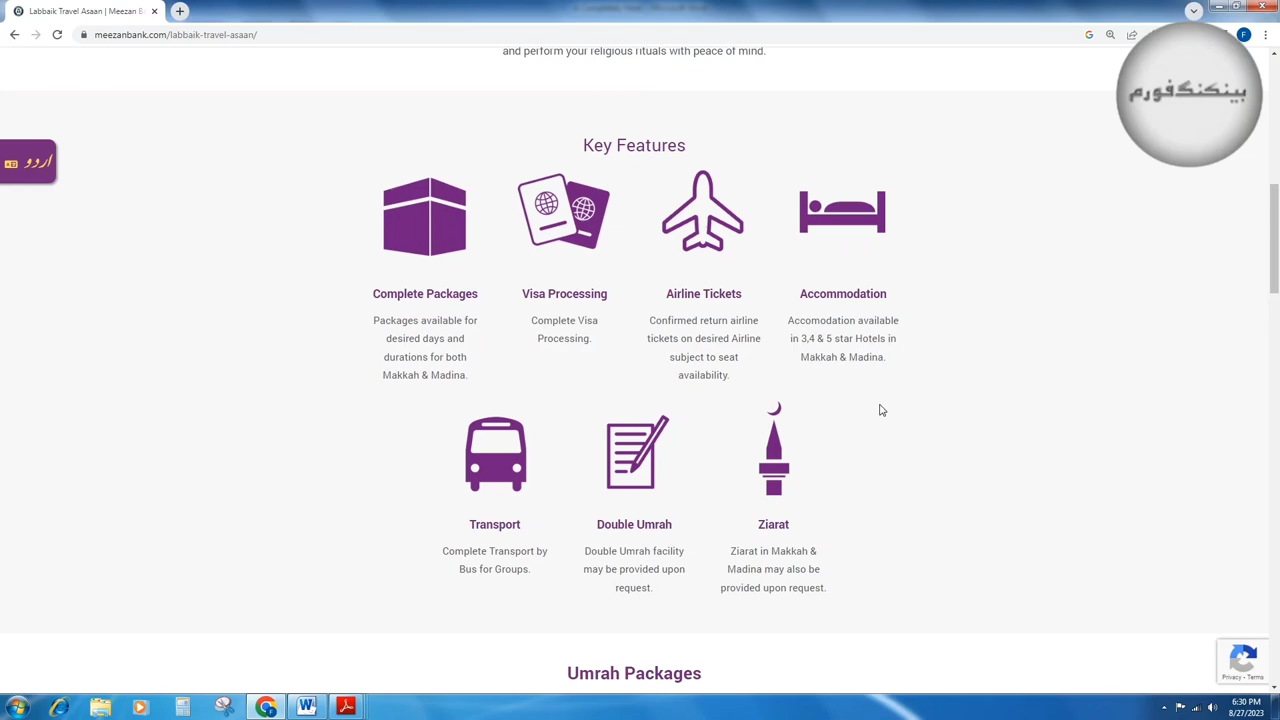 Labbaik Travel Asaan | Meezan B
meezanbank.com/labbaik-travel-asaan/
and perform your religious rituals with peace of mind.
بینکنگ فورم
اردو
Key Features
Complete Packages
Packages available for
desired days and
durations for both
Makkah & Madina.
Visa Processing
Complete Visa
Processing.
Airline Tickets
Confirmed return airline
tickets on desired Airline
subject to seat
availability.
Accommodation
Accomodation available
in 3,4 & 5 star Hotels in
Makkah & Madina.
Transport
Complete Transport by
Bus for Groups.
Double Umrah
Double Umrah facility
may be provided upon
request.
Ziarat
Ziarat in Makkah &
Madina may also be
provided upon request.
Umrah Packages
Privacy - Terms
6:30 PM
8/27/2023